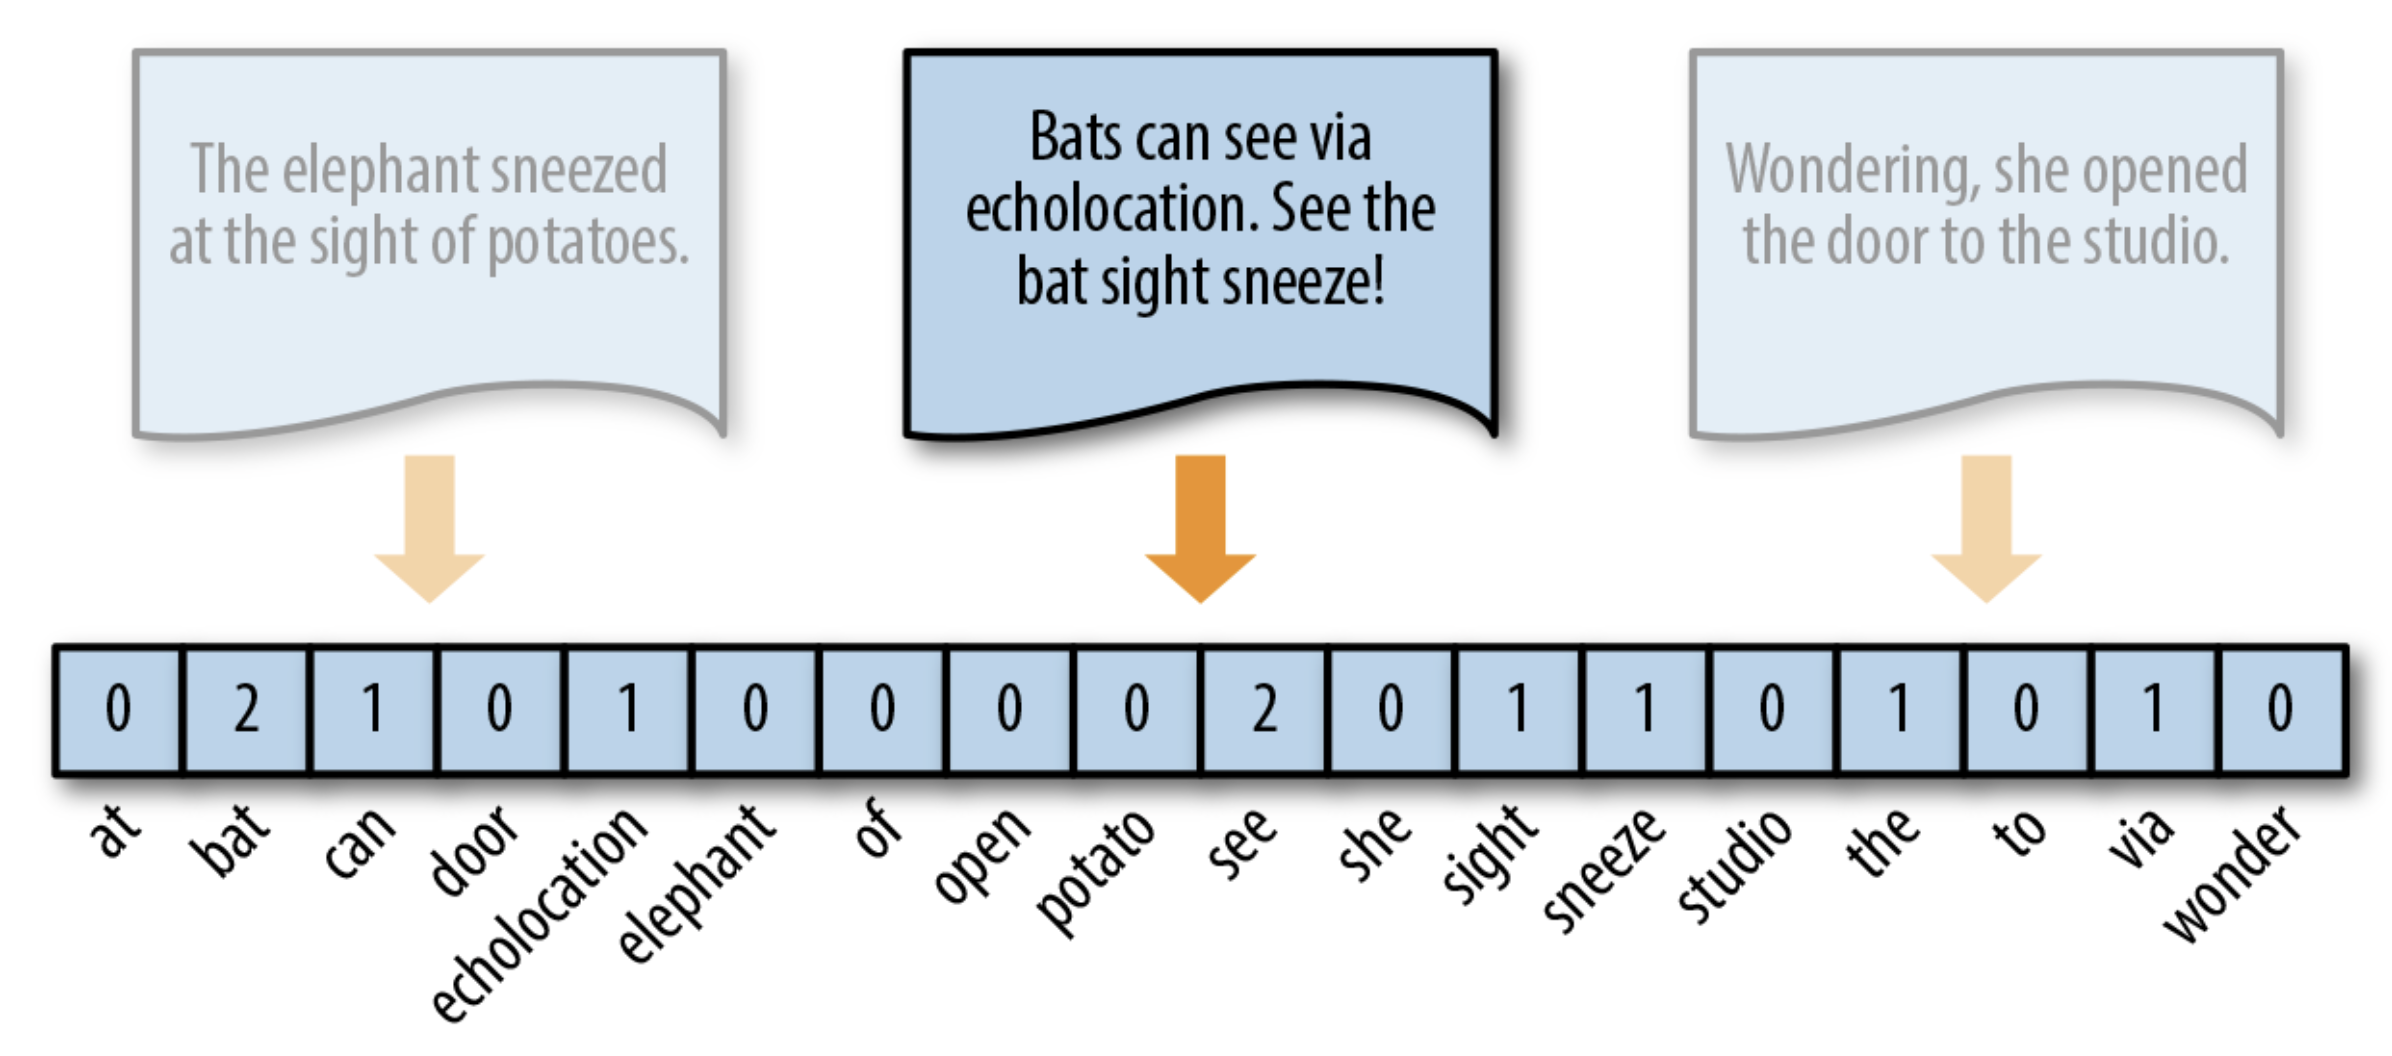 The elephant sneezed
at the sight of potatoes.
Bats can see via
echolocation. See the
bat sight sneeze!
Wondering, she opened
the door to the studio.
0 2 1 0 1 0 0 0 0 2 0 1 1 0 1 0 1 0
at bat can door echolocation elephant of open potato see she sight sneeze studio the to via wonder